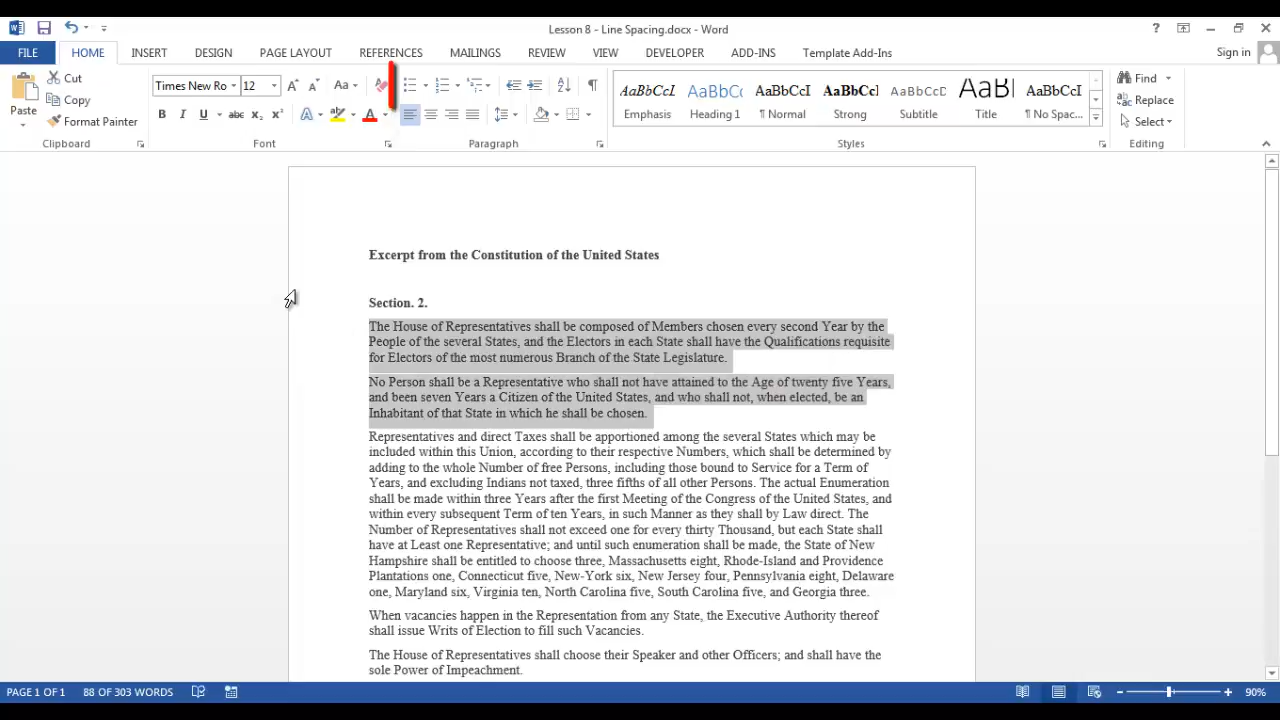 Lesson 8 - Line Spacing.docx - Word
FILE HOME INSERT DESIGN PAGE LAYOUT REFERENCES MAILINGS REVIEW VIEW DEVELOPER ADD-INS Template Add-Ins Sign in
Paste
Cut
Copy
Format Painter
Clipboard
Times New Ro 12
Font
Paragraph
AaBbCcI AaBbCc AaBbCcI AaBbCc AaBbCcD AaBl AaBbCcI
Emphasis Heading 1 ¶ Normal Strong Subtitle Title ¶ No Spac...
Styles
Find
Replace
Select
Editing
Excerpt from the Constitution of the United States
Section. 2.
The House of Representatives shall be composed of Members chosen every second Year by the
People of the several States, and the Electors in each State shall have the Qualifications requisite
for Electors of the most numerous Branch of the State Legislature.
No Person shall be a Representative who shall not have attained to the Age of twenty five Years,
and been seven Years a Citizen of the United States, and who shall not, when elected, be an
Inhabitant of that State in which he shall be chosen.
Representatives and direct Taxes shall be apportioned among the several States which may be
included within this Union, according to their respective Numbers, which shall be determined by
adding to the whole Number of free Persons, including those bound to Service for a Term of
Years, and excluding Indians not taxed, three fifths of all other Persons. The actual Enumeration
shall be made within three Years after the first Meeting of the Congress of the United States, and
within every subsequent Term of ten Years, in such Manner as they shall by Law direct. The
Number of Representatives shall not exceed one for every thirty Thousand, but each State shall
have at Least one Representative; and until such enumeration shall be made, the State of New
Hampshire shall be entitled to choose three, Massachusetts eight, Rhode-Island and Providence
Plantations one, Connecticut five, New-York six, New Jersey four, Pennsylvania eight, Delaware
one, Maryland six, Virginia ten, North Carolina five, South Carolina five, and Georgia three.
When vacancies happen in the Representation from any State, the Executive Authority thereof
shall issue Writs of Election to fill such Vacancies.
The House of Representatives shall choose their Speaker and other Officers; and shall have the
sole Power of Impeachment.
PAGE 1 OF 1 88 OF 303 WORDS 90%